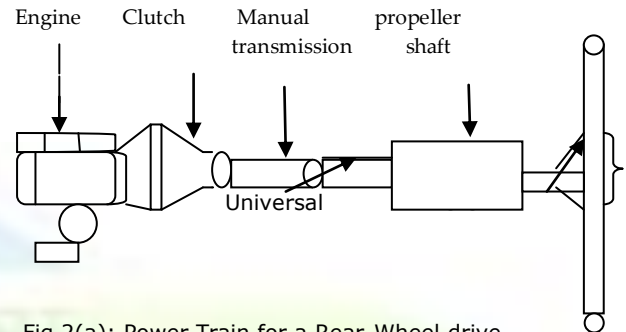 Engine Clutch Manual propeller
transmission shaft
Universal
Fig 2(a): Power Train for a Rear-Wheel drive